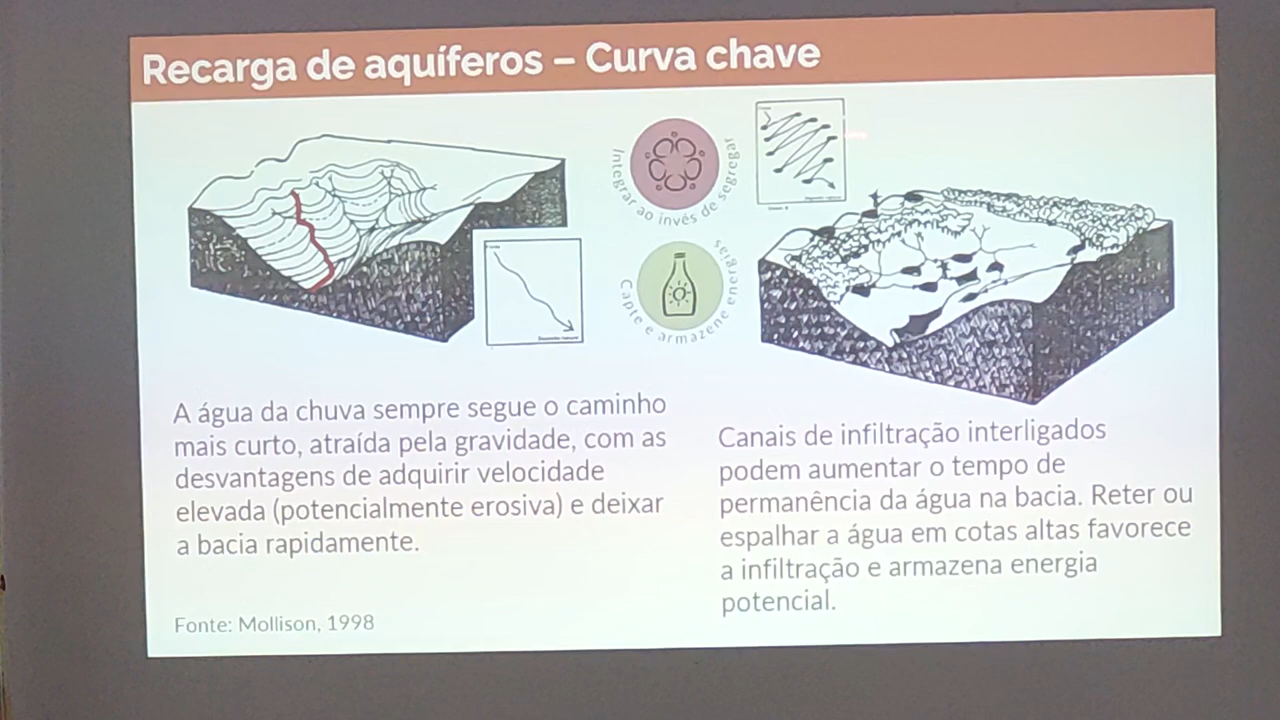 Recarga de aquíferos – Curva chave
Integrar ao invés de segregar
Capte e armazene energias
A água da chuva sempre segue o caminho
mais curto, atraída pela gravidade, com as
desvantagens de adquirir velocidade
elevada (potencialmente erosiva) e deixar
a bacia rapidamente.
Canais de infiltração interligados
podem aumentar o tempo de
permanência da água na bacia. Reter ou
espalhar a água em cotas altas favorece
a infiltração e armazena energia
potencial.
Fonte: Mollison, 1998